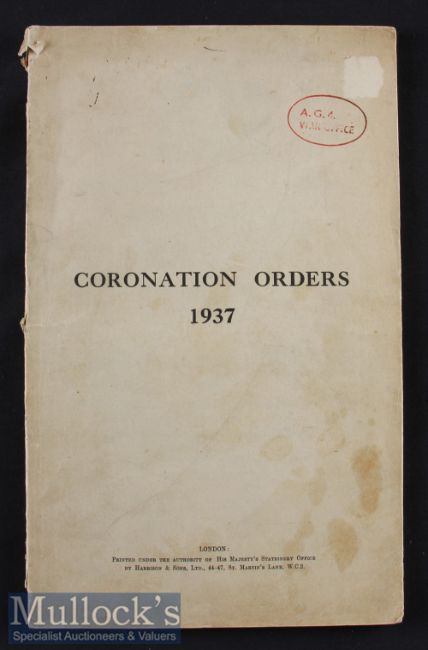 A. G. 4.
WAR OFFICE
CORONATION ORDERS
1937
LONDON:
PRINTED UNDER THE AUTHORITY OF HIS MAJESTY'S STATIONERY OFFICE
BY HARRISON & SONS, LTD., 44-47, ST. MARTIN'S LANE, W.C.2.
Mullock's
Specialist Auctioneers & Valuers